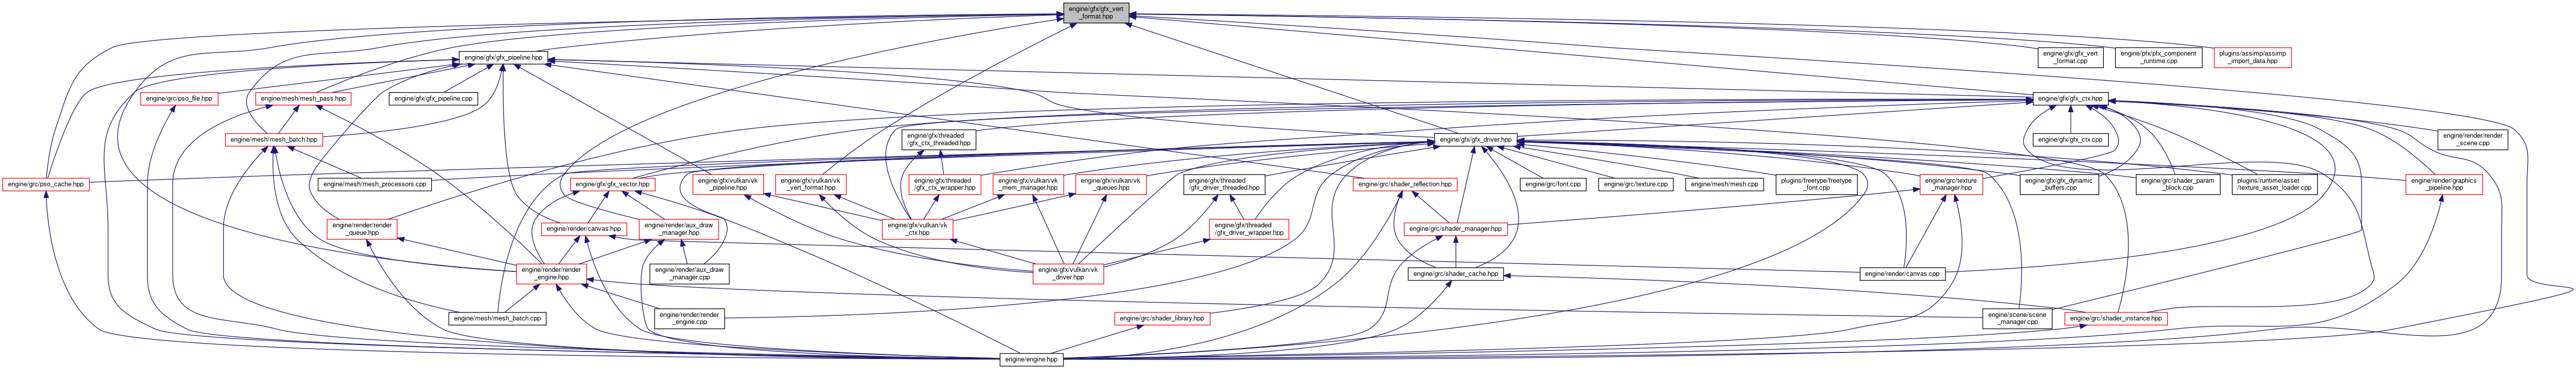 engine/gfx/gfx_vert
_format.hpp
engine/gfx/gfx_pipeline.hpp
engine/gfx/gfx_vert
_format.cpp
engine/pfx/pfx_component
_runtime.cpp
plugins/assimp/assimp
_import_data.hpp
engine/grc/pso_file.hpp
engine/mesh/mesh_pass.hpp
engine/gfx/gfx_pipeline.cpp
engine/gfx/gfx_ctx.hpp
engine/mesh/mesh_batch.hpp
engine/gfx/threaded
/gfx_ctx_threaded.hpp
engine/gfx/gfx_driver.hpp
engine/gfx/gfx_ctx.cpp
engine/render/render
_scene.cpp
engine/grc/pso_cache.hpp
engine/mesh/mesh_processors.cpp
engine/gfx/gfx_vector.hpp
engine/gfx/vulkan/vk
_pipeline.hpp
engine/gfx/vulkan/vk
_vert_format.hpp
engine/gfx/threaded
/gfx_ctx_wrapper.hpp
engine/gfx/vulkan/vk
_mem_manager.hpp
engine/gfx/vulkan/vk
_queues.hpp
engine/gfx/threaded
/gfx_driver_threaded.hpp
engine/grc/shader_reflection.hpp
engine/grc/font.cpp
engine/grc/texture.cpp
engine/mesh/mesh.cpp
plugins/freetype/freetype
_font.cpp
engine/grc/texture
_manager.hpp
engine/gfx/gfx_dynamic
_buffers.cpp
engine/grc/shader_param
_block.cpp
plugins/runtime/asset
/texture_asset_loader.cpp
engine/render/graphics
_pipeline.hpp
engine/render/render
_queue.hpp
engine/render/canvas.hpp
engine/render/aux_draw
_manager.hpp
engine/gfx/vulkan/vk
_ctx.hpp
engine/gfx/threaded
/gfx_driver_wrapper.hpp
engine/grc/shader_manager.hpp
engine/render/render
_engine.hpp
engine/render/aux_draw
_manager.cpp
engine/gfx/vulkan/vk
_driver.hpp
engine/grc/shader_cache.hpp
engine/render/canvas.cpp
engine/mesh/mesh_batch.cpp
engine/render/render
_engine.cpp
engine/grc/shader_library.hpp
engine/scene/scene
_manager.cpp
engine/grc/shader_instance.hpp
engine/engine.hpp